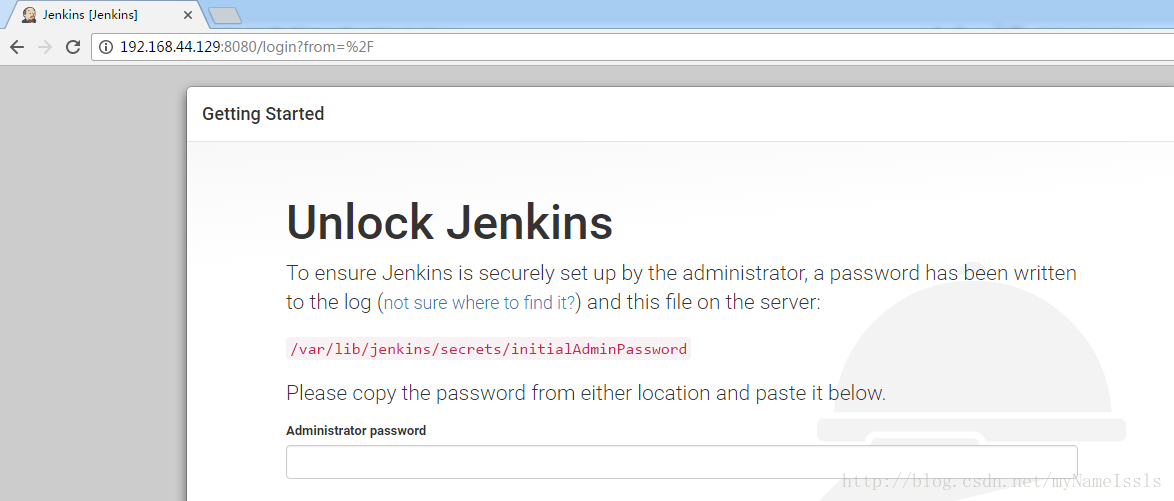 Jenkins [Jenkins]
192.168.44.129:8080/login?from=%2F
Getting Started
Unlock Jenkins
To ensure Jenkins is securely set up by the administrator, a password has been written
to the log (not sure where to find it?) and this file on the server:
/var/lib/jenkins/secrets/initialAdminPassword
Please copy the password from either location and paste it below.
Administrator password
http://blog.csdn.net/myNameIssls